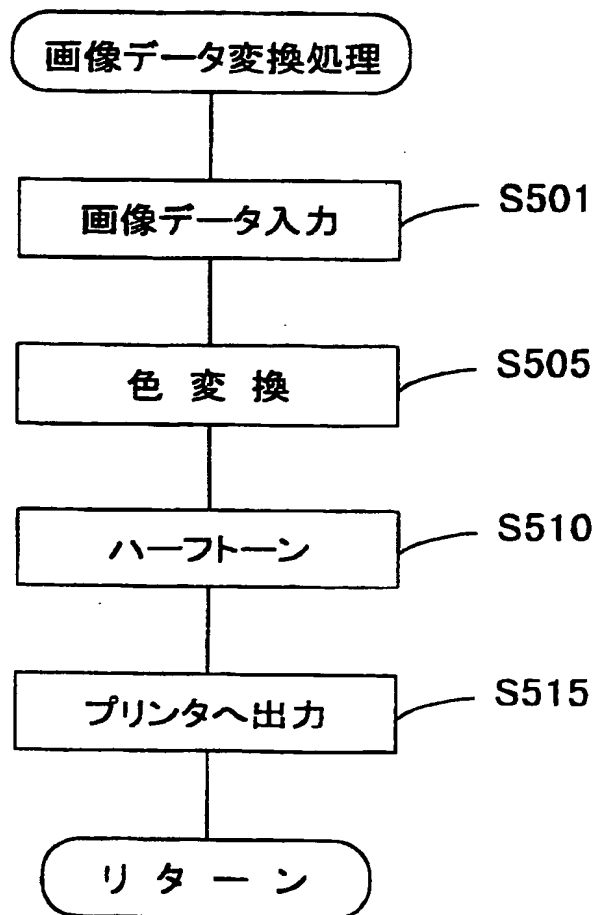 画像データ変換処理
画像データ入力
S501
色変換
S505
ハーフトーン
S510
プリンタへ出力
S515
リターン